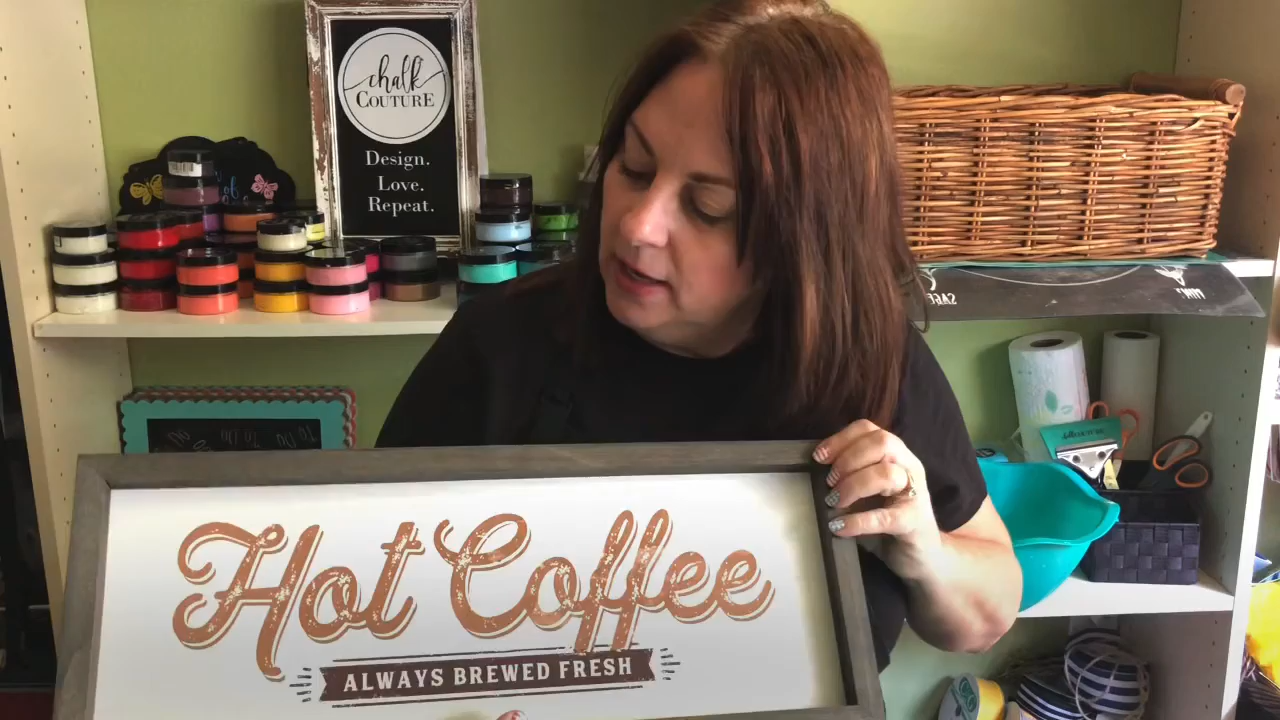 chalk
COUTURE
Design.
Love.
Repeat.
Hot Coffee
ALWAYS BREWED FRESH